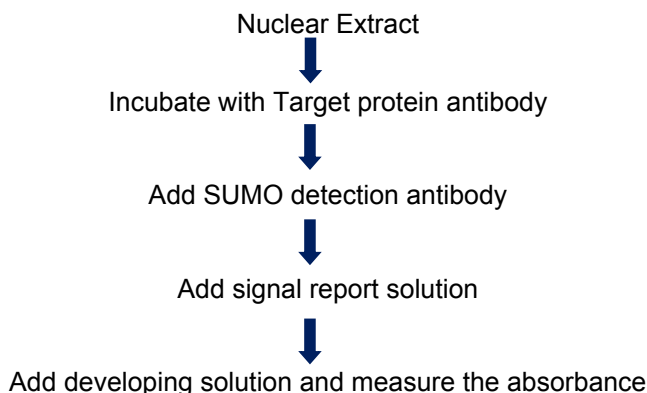 Nuclear Extract
Incubate with Target protein antibody
Add SUMO detection antibody
Add signal report solution
Add developing solution and measure the absorbance